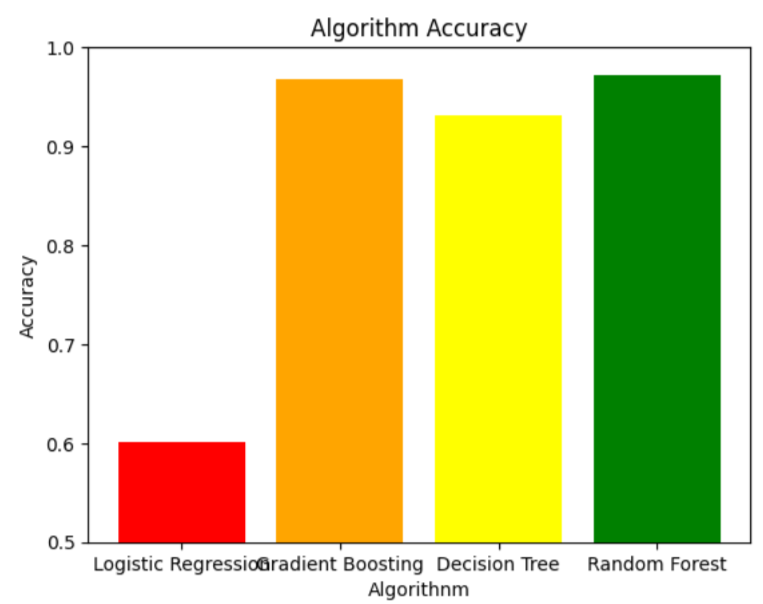 Algorithm Accuracy
1.0
0.9
0.8
0.7
0.6
0.5
Accuracy
Logistic Regression Gradient Boosting Decision Tree Random Forest
Algorithnm